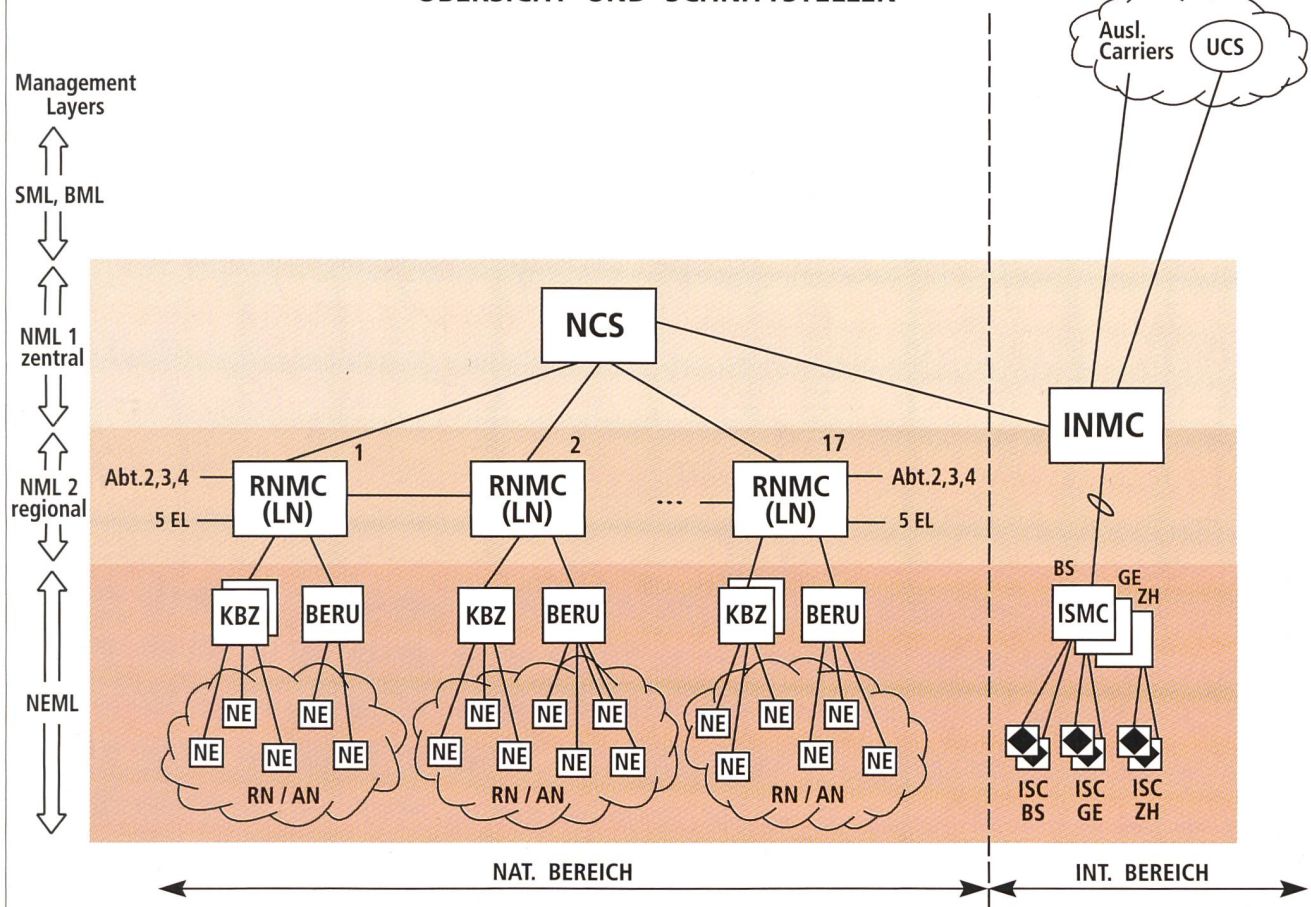 Ausl.
Carriers
UCS
Management
Layers
SML, BML
NML 1
zentral
NCS
INMC
NML 2
regional
Abt.2,3,4
5 EL
1
RNMC
(LN)
2
RNMC
(LN)
...
17
RNMC
(LN)
Abt.2,3,4
5 EL
NEML
KBZ
BERU
KBZ
BERU
KBZ
BERU
BS
GE
ZH
ISMC
NE
NE
NE
NE
NE
RN / AN
NE
NE
NE
NE
NE
NE
NE
RN / AN
NE
NE
NE
NE
NE
NE
RN / AN
ISC
BS
ISC
GE
ISC
ZH
NAT. BEREICH
INT. BEREICH